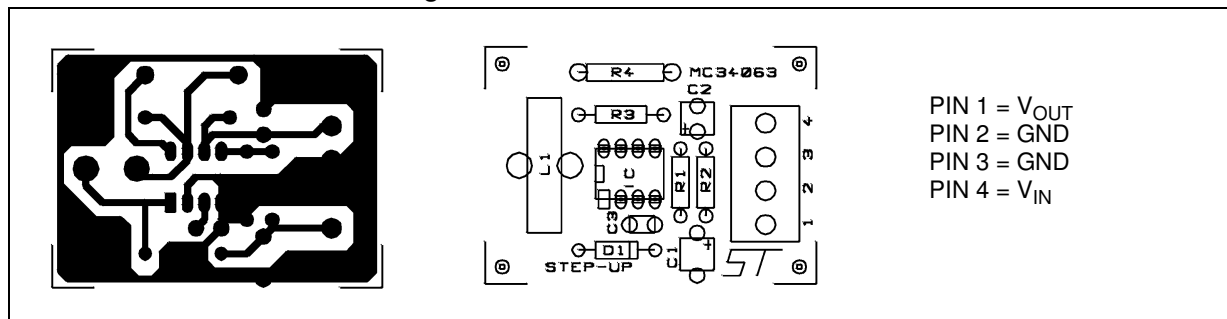 R4 MC34063
C2
R3 +
4
3
2
1
L1
IC
R1 R2
C3
D1 C1 +
STEP-UP ST
PIN 1 = VOUT
PIN 2 = GND
PIN 3 = GND
PIN 4 = VIN